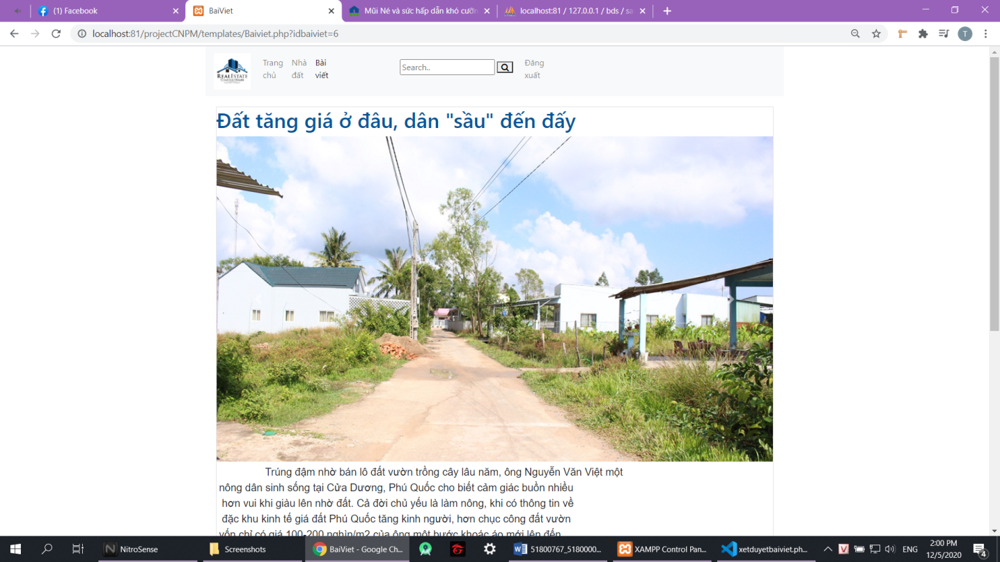 (1) Facebook
BaiViet
Mũi Né và sức hấp dẫn khó cưỡn
localhost:81 / 127.0.0.1 / bds / sa
localhost:81/projectCNPM/templates/Baiviet.php?idbaiviet=6
T
REAL ESTATE
Trang chủ
Nhà đất
Bài viết
Search..
Đăng xuất
Đất tăng giá ở đâu, dân "sầu" đến đấy
Trúng đậm nhờ bán lô đất vườn trồng cây lâu năm, ông Nguyễn Văn Việt một
nông dân sinh sống tại Cửa Dương, Phú Quốc cho biết cảm giác buồn nhiều
hơn vui khi giàu lên nhờ đất. Cả đời chủ yếu là làm nông, khi có thông tin về
đặc khu kinh tế giá đất Phú Quốc tăng kinh người, hơn chục công đất vườn
vốn chỉ có giá 100-200 nghìn/m2 của ông một bước khoác áo mới lên đến
NitroSense
Screenshots
BaiViet - Google Ch...
51800767_5180000...
XAMPP Control Pan...
xetduyetbaiviet.ph...
ENG
2:00 PM
12/5/2020
4